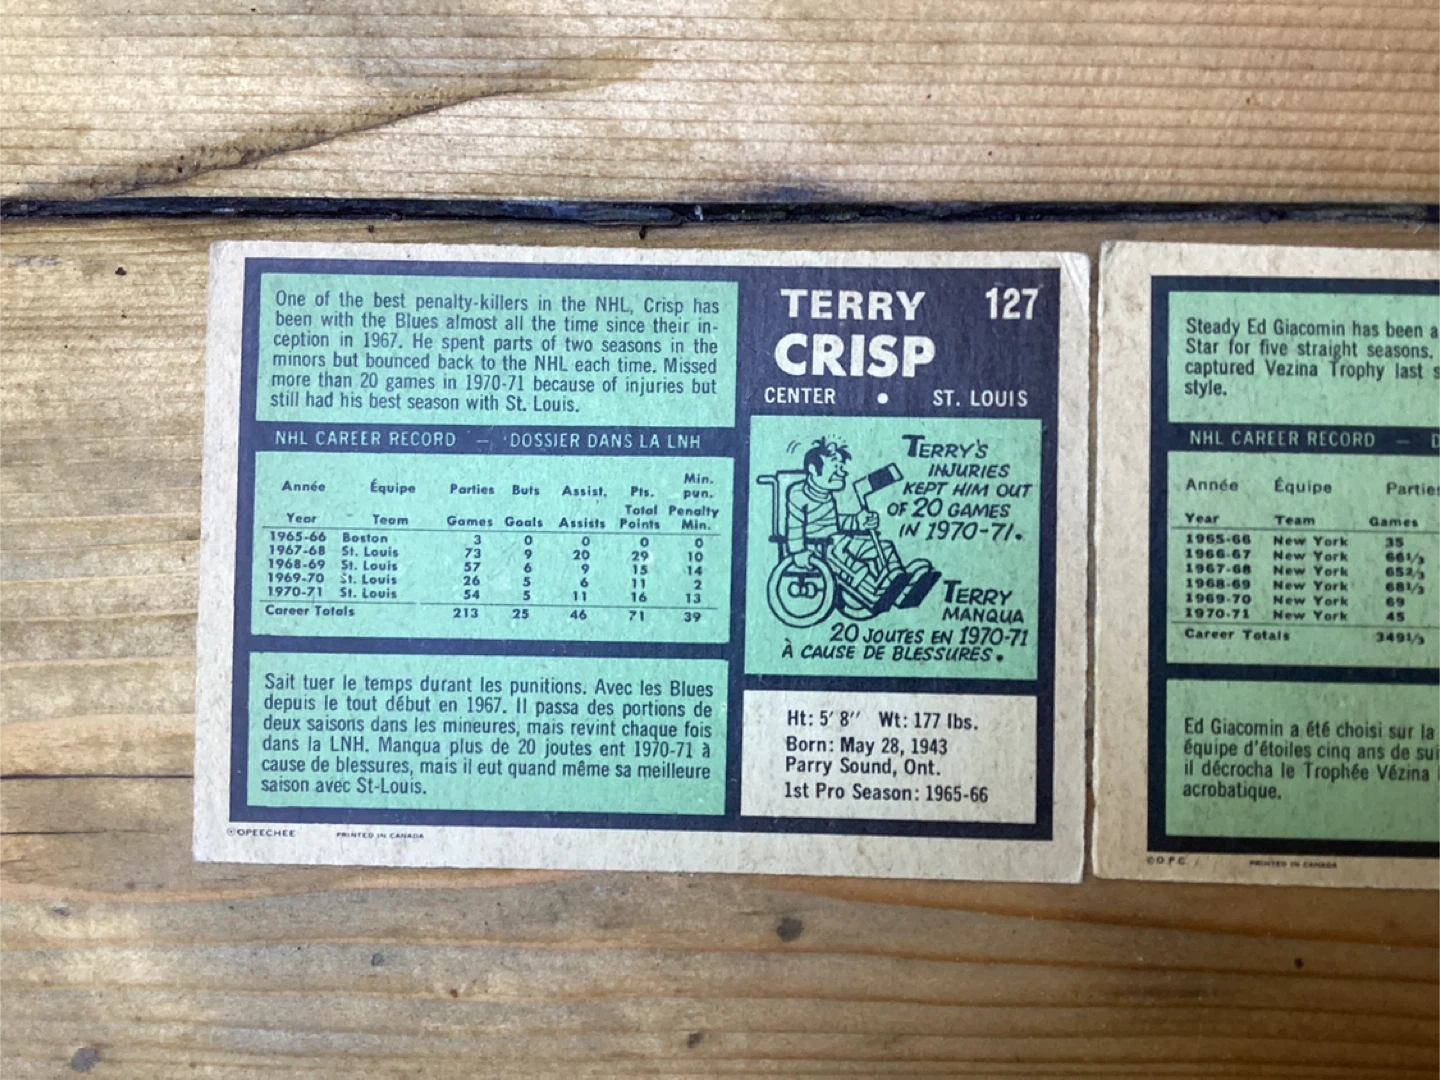 One of the best penalty-killers in the NHL, Crisp has
been with the Blues almost all the time since their in-
ception in 1967. He spent parts of two seasons in the
minors but bounced back to the NHL each time. Missed
more than 20 games in 1970-71 because of injuries but
still had his best season with St. Louis.
TERRY 127
CRISP
CENTER • ST. LOUIS
NHL CAREER RECORD — DOSSIER DANS LA LNH
Année Équipe Parties Buts Assist. Pts. Min. pun.
Year Team Games Goals Assists Total Points Penalty Min.
1965-66 Boston 3 0 0 0 0
1967-68 St. Louis 73 9 20 29 10
1968-69 St. Louis 57 6 9 15 14
1969-70 St. Louis 26 5 6 11 2
1970-71 St. Louis 54 5 11 16 13
Career Totals 213 25 46 71 39
TERRY'S
INJURIES
KEPT HIM OUT
OF 20 GAMES
IN 1970-71.
TERRY
MANQUA
20 JOUTES EN 1970-71
À CAUSE DE BLESSURES.
Sait tuer le temps durant les punitions. Avec les Blues
depuis le tout début en 1967. Il passa des portions de
deux saisons dans les mineures, mais revint chaque fois
dans la LNH. Manqua plus de 20 joutes ent 1970-71 à
cause de blessures, mais il eut quand même sa meilleure
saison avec St-Louis.
Ht: 5' 8'' Wt: 177 lbs.
Born: May 28, 1943
Parry Sound, Ont.
1st Pro Season: 1965-66
©OPEECHEE PRINTED IN CANADA
Steady Ed Giacomin has been a
Star for five straight seasons.
captured Vezina Trophy last s
style.
NHL CAREER RECORD — D
Année Équipe Parties
Year Team Games
1965-66 New York 35
1966-67 New York 66 1/3
1967-68 New York 65 2/3
1968-69 New York 68 1/3
1969-70 New York 69
1970-71 New York 45
Career Totals 349 1/3
Ed Giacomin a été choisi sur la
équipe d'étoiles cinq ans de sui
il décrocha le Trophée Vézina
acrobatique.
©O.P.C. PRINTED IN CANADA